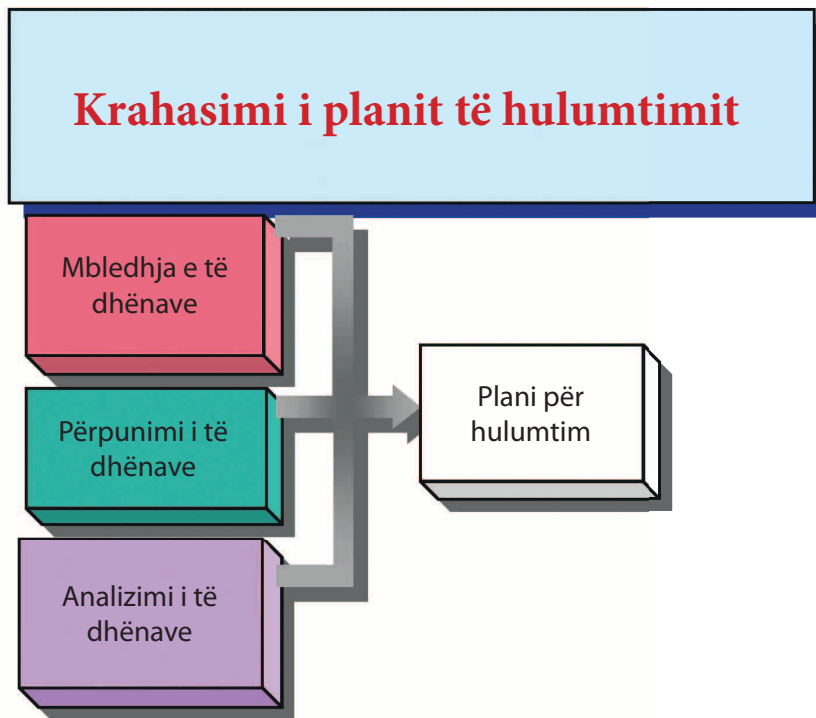 Krahasimi i planit të hulumtimit
Mbledhja e të
dhënave
Përpunimi i të
dhënave
Analizimi i të
dhënave
Plani për
hulumtim